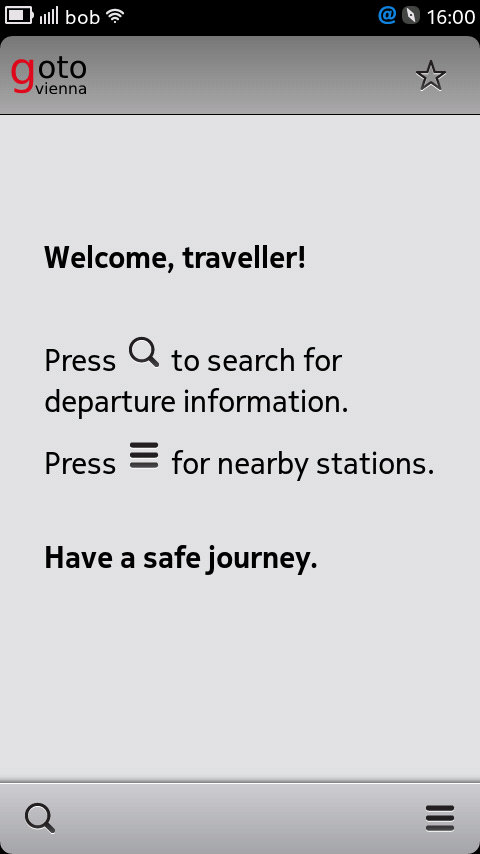 bob @ 16:00
goto
vienna
Welcome, traveller!
Press to search for
departure information.
Press for nearby stations.
Have a safe journey.